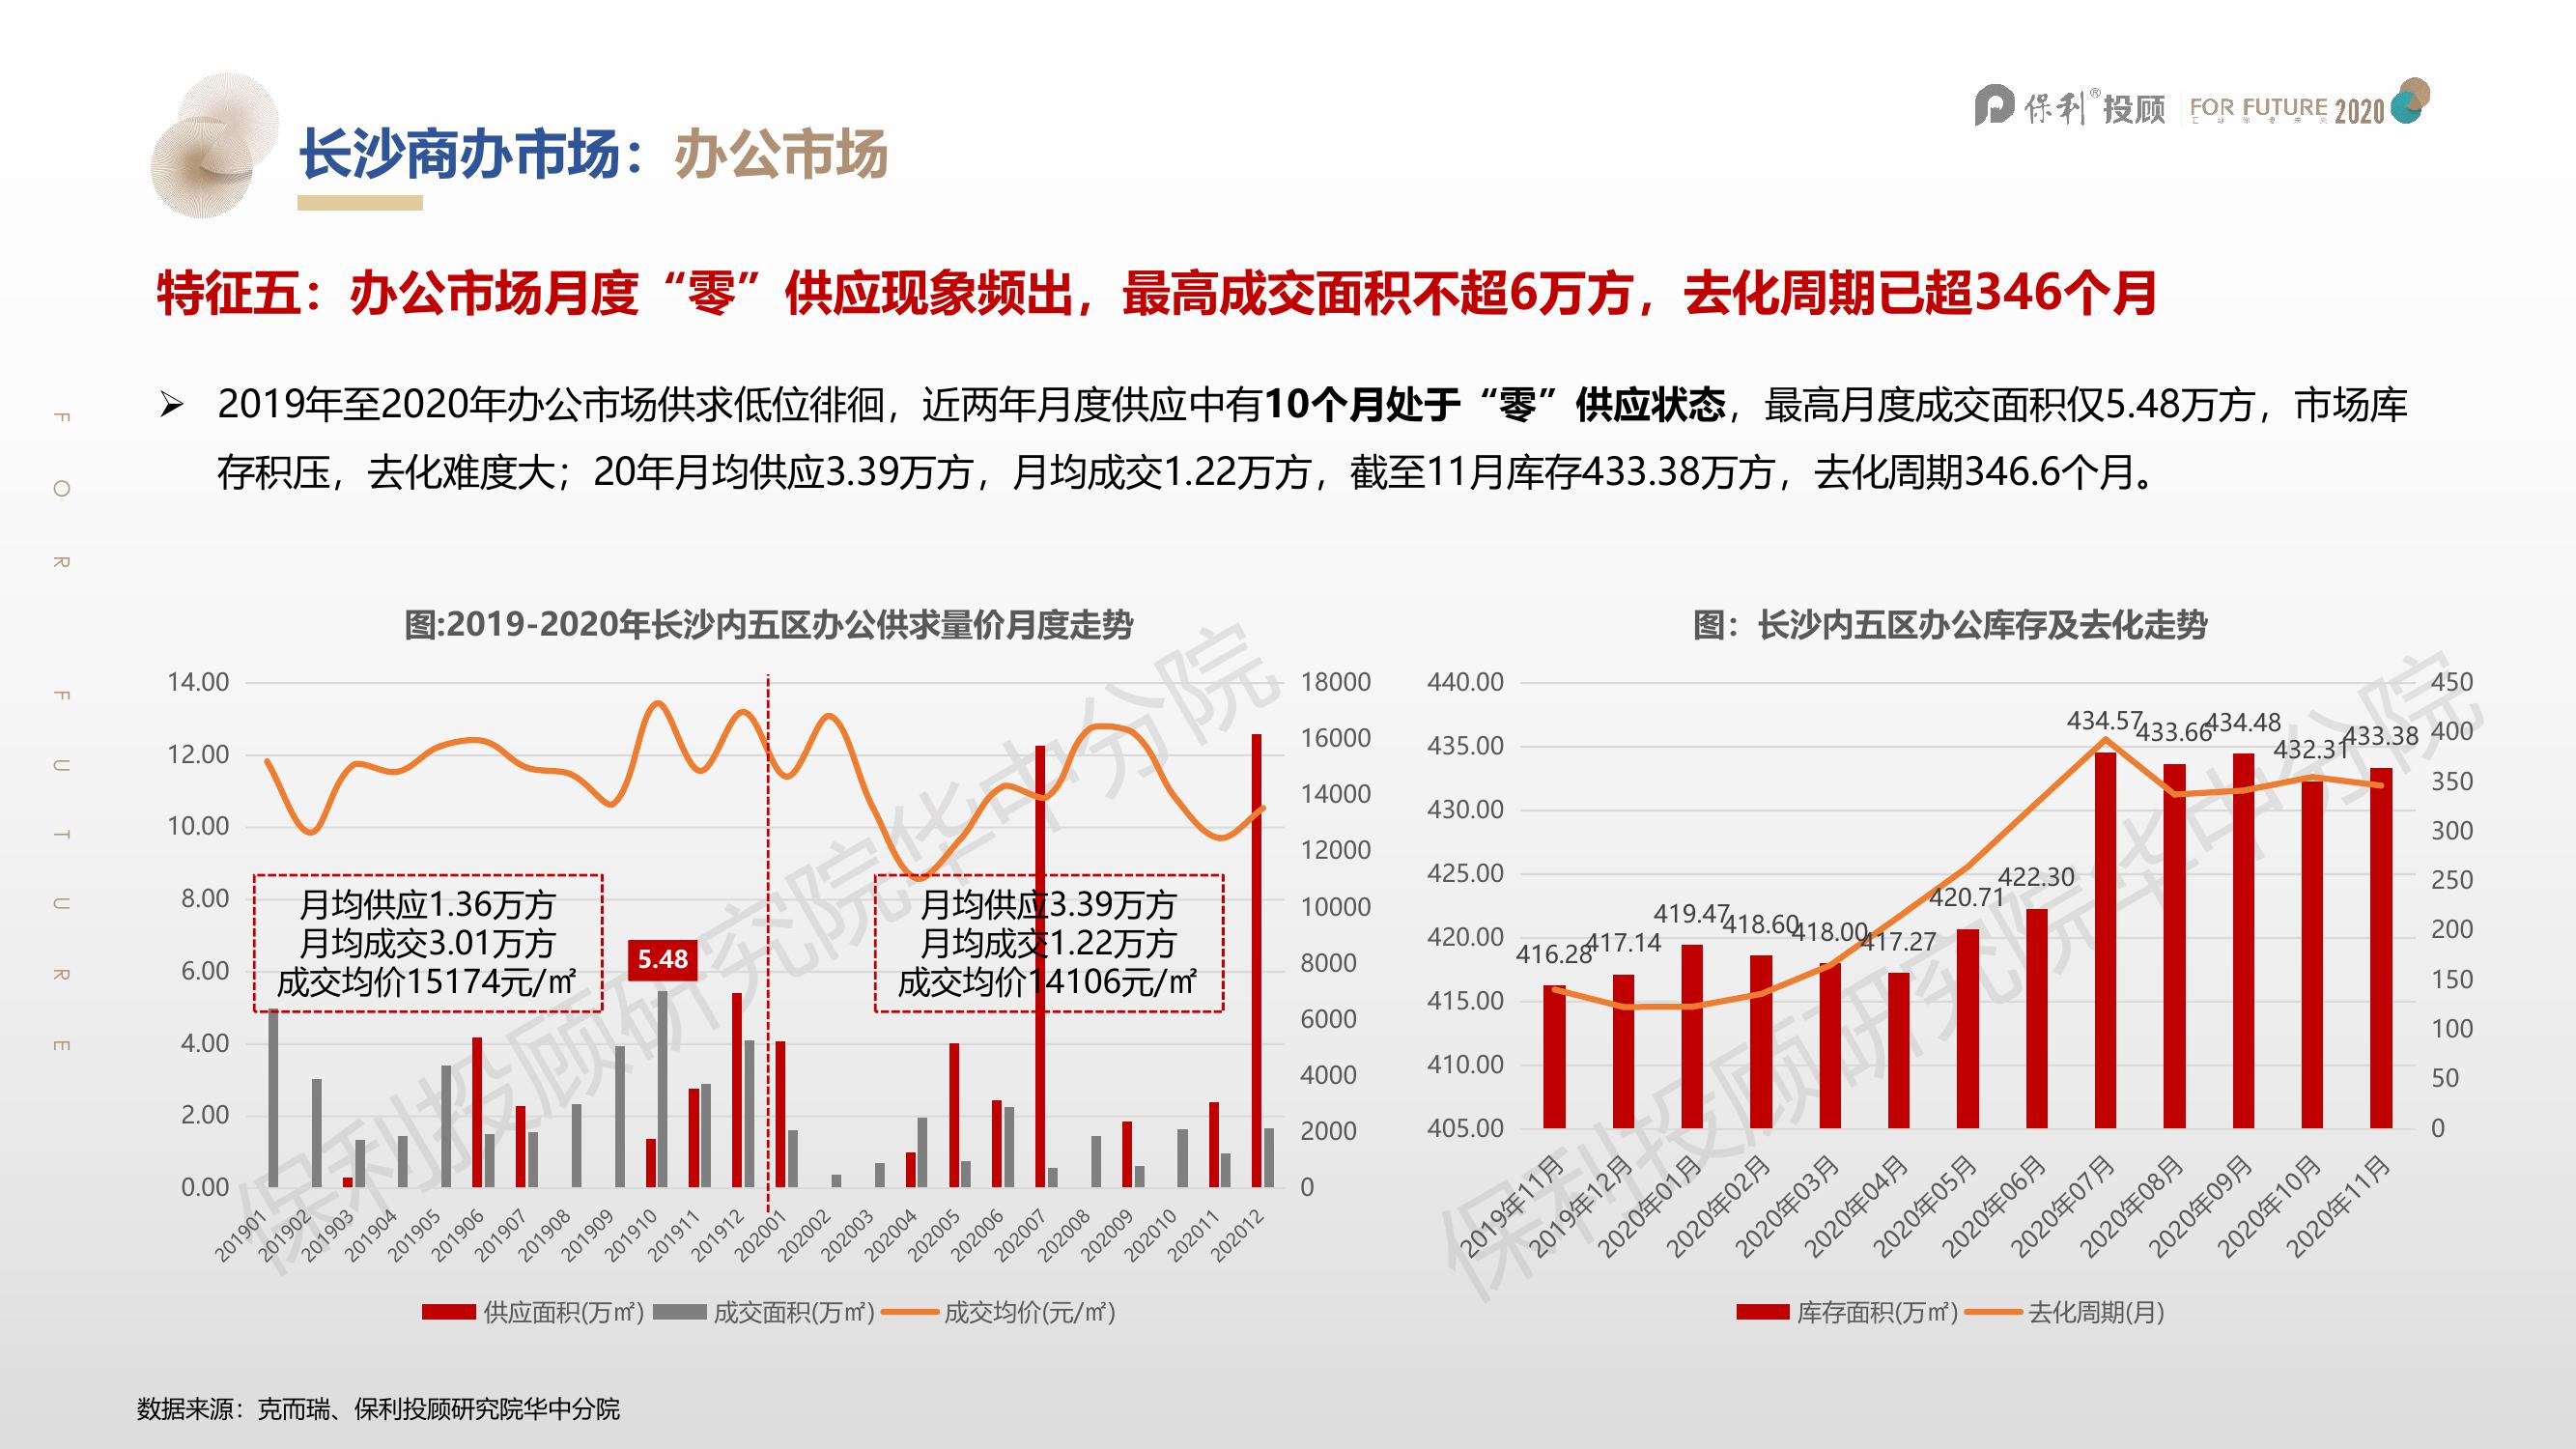 保利®投顾 FOR FUTURE 2020
长沙商办市场：办公市场
特征五：办公市场月度“零”供应现象频出，最高成交面积不超6万方，去化周期已超346个月
2019年至2020年办公市场供求低位徘徊，近两年月度供应中有10个月处于“零”供应状态，最高月度成交面积仅5.48万方，市场库
存积压，去化难度大；20年月均供应3.39万方，月均成交1.22万方，截至11月库存433.38万方，去化周期346.6个月。
FOR FUTURE
图:2019-2020年长沙内五区办公供求量价月度走势
14.00
12.00
10.00
8.00
6.00
4.00
2.00
0.00
18000
16000
14000
12000
10000
8000
6000
4000
2000
0
月均供应1.36万方
月均成交3.01万方
成交均价15174元/㎡
5.48
月均供应3.39万方
月均成交1.22万方
成交均价14106元/㎡
201901
201902
201903
201904
201905
201906
201907
201908
201909
201910
201911
201912
202001
202002
202003
202004
202005
202006
202007
202008
202009
202010
202011
202012
供应面积(万㎡) 成交面积(万㎡) 成交均价(元/㎡)
保利投顾研究院华中分院
图：长沙内五区办公库存及去化走势
440.00
435.00
430.00
425.00
420.00
415.00
410.00
405.00
450
400
350
300
250
200
150
100
50
0
416.28
417.14
419.47
418.60
418.00
417.27
420.71
422.30
434.57
433.66
434.48
432.31
433.38
2019年11月
2019年12月
2020年01月
2020年02月
2020年03月
2020年04月
2020年05月
2020年06月
2020年07月
2020年08月
2020年09月
2020年10月
2020年11月
库存面积(万㎡) 去化周期(月)
保利投顾研究院华中分院
数据来源：克而瑞、保利投顾研究院华中分院